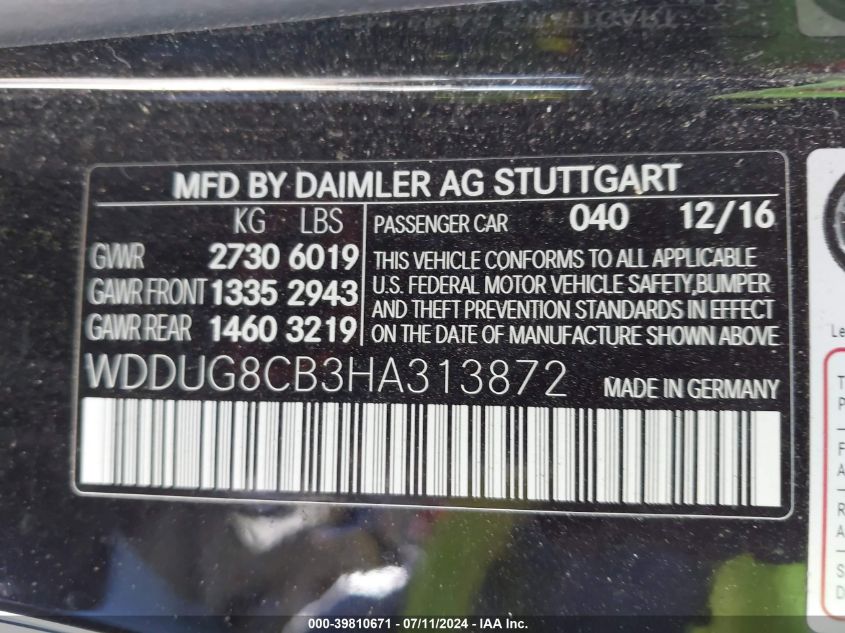 MFD BY DAIMLER AG STUTTGART
KG LBS
GVWR 2730 6019
GAWR FRONT 1335 2943
GAWR REAR 1460 3219
PASSENGER CAR 040 12/16
THIS VEHICLE CONFORMS TO ALL APPLICABLE
U.S. FEDERAL MOTOR VEHICLE SAFETY,BUMPER
AND THEFT PREVENTION STANDARDS IN EFFECT
ON THE DATE OF MANUFACTURE SHOWN ABOVE
WDDUG8CB3HA313872 MADE IN GERMANY
000-39810671 / 07/11/2024 - IAA Inc.